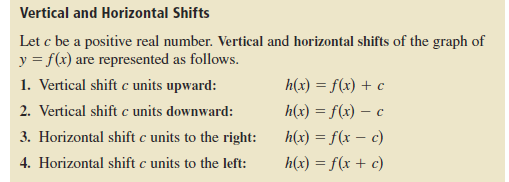 Vertical and Horizontal Shifts
Let c be a positive real number. Vertical and horizontal shifts of the graph of
y = f(x) are represented as follows.
1. Vertical shift c units upward: h(x) = f(x) + c
2. Vertical shift c units downward: h(x) = f(x) − c
3. Horizontal shift c units to the right: h(x) = f(x − c)
4. Horizontal shift c units to the left: h(x) = f(x + c)